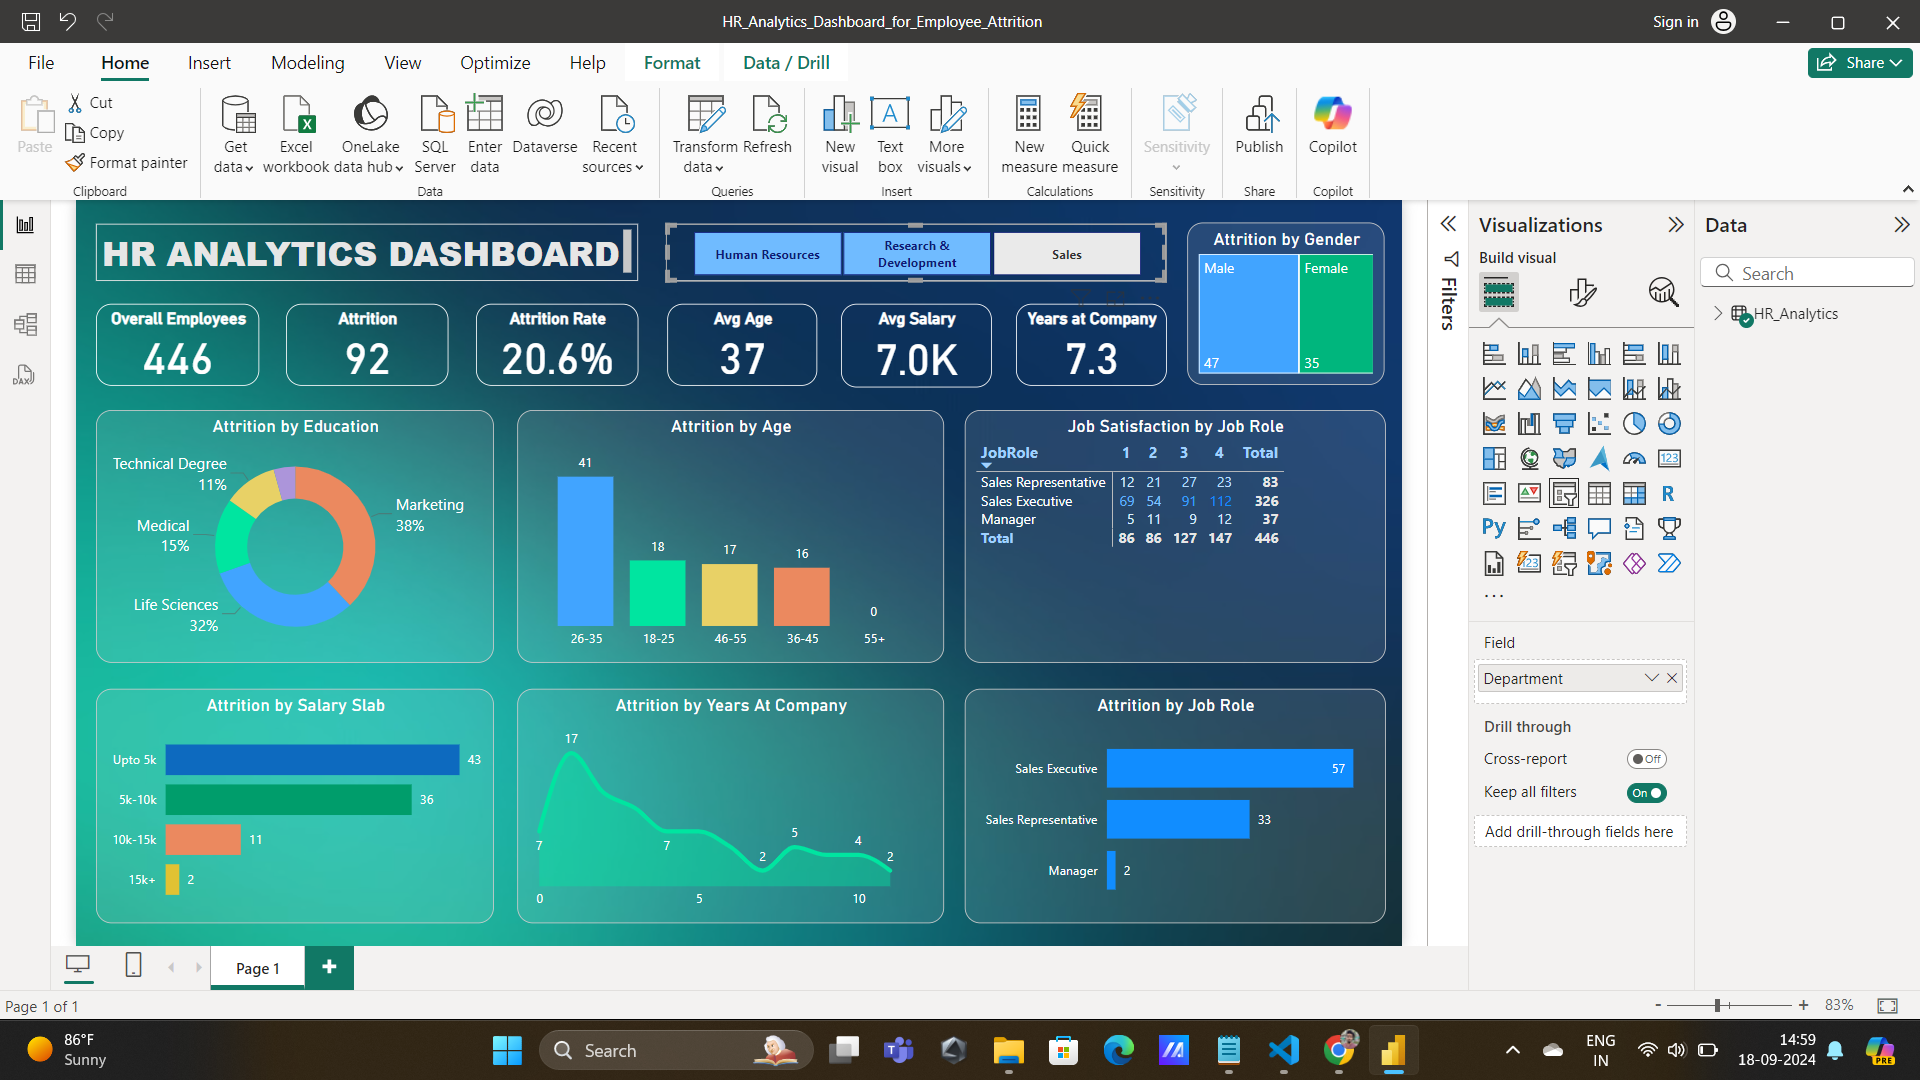 HR_Analytics_Dashboard_for_Employee_Attrition
Sign in
File Home Insert Modeling View Optimize Help Format Data / Drill
Share
Paste
Cut
Copy
Format painter
Clipboard
Get data
Excel workbook
OneLake data hub
SQL Server
Enter data
Dataverse
Recent sources
Data
Transform data
Refresh
Queries
New visual
Text box
More visuals
Insert
New measure
Quick measure
Calculations
Sensitivity
Sensitivity
Publish
Share
Copilot
Copilot
HR ANALYTICS DASHBOARD
Human Resources
Research &
Development
Sales
Overall Employees
446
Attrition
92
Attrition Rate
20.6%
Avg Age
37
Avg Salary
7.0K
Years at Company
7.3
Attrition by Gender
Male
47
Female
35
Attrition by Education
Technical Degree
11%
Medical
15%
Life Sciences
32%
Marketing
38%
Attrition by Age
41
18
17
16
0
26-35 18-25 46-55 36-45 55+
Job Satisfaction by Job Role
JobRole 1 2 3 4 Total
Sales Representative 12 21 27 23 83
Sales Executive 69 54 91 112 326
Manager 5 11 9 12 37
Total 86 86 127 147 446
Attrition by Salary Slab
Upto 5k 43
5k-10k 36
10k-15k 11
15k+ 2
Attrition by Years At Company
17
7
7
2
5
4
2
0 5 10
Attrition by Job Role
Sales Executive 57
Sales Representative 33
Manager 2
Filters
Visualizations
Build visual
123
R
Py
123
Field
Department
Drill through
Cross-report Off
Keep all filters On
Add drill-through fields here
Data
Search
HR_Analytics
DAX
Page 1
Page 1 of 1
- + 83%
86°F
Sunny
Search
ENG
IN
14:59
18-09-2024
PRE